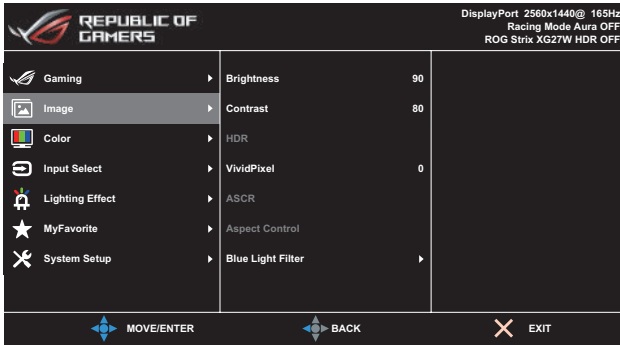 REPUBLIC OF
GAMERS
DisplayPort 2560x1440@ 165Hz
Racing Mode Aura OFF
ROG Strix XG27W HDR OFF
Gaming
Image
Color
Input Select
Lighting Effect
MyFavorite
System Setup
Brightness 90
Contrast 80
HDR
VividPixel 0
ASCR
Aspect Control
Blue Light Filter
MOVE/ENTER
BACK
EXIT